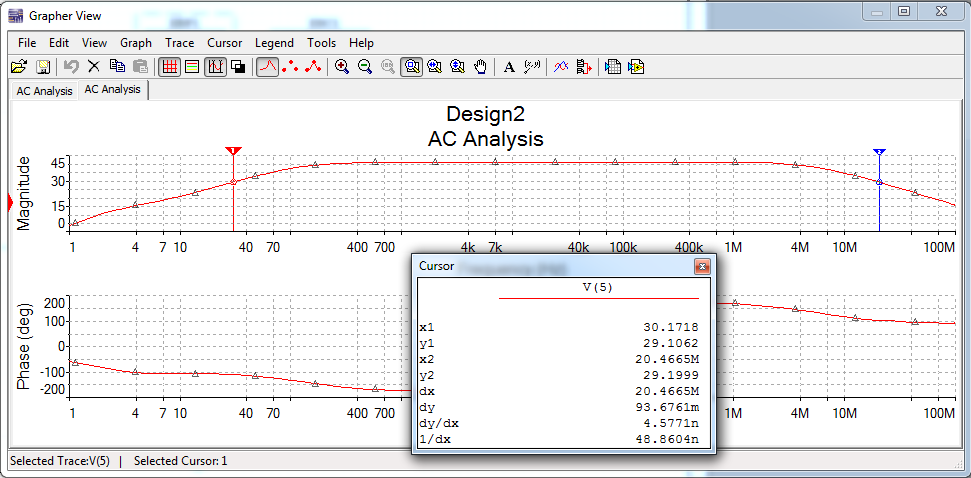 Grapher View
File Edit View Graph Trace Cursor Legend Tools Help
AC Analysis AC Analysis
Design2
AC Analysis
Magnitude
45
30
15
0
1 2
1 4 7 10 40 70 400 700 4k 7k 40k 100k 400k 1M 4M 10M 100M
Cursor
V(5)
x1 30.1718
y1 29.1062
x2 20.4665M
y2 29.1999
dx 20.4665M
dy 93.6761m
dy/dx 4.5771n
1/dx 48.8604n
Phase (deg)
200
100
0
-100
-200
1 4 7 10 40 70 400 700 1M 4M 10M 100M
Selected Trace:V(5) | Selected Cursor: 1